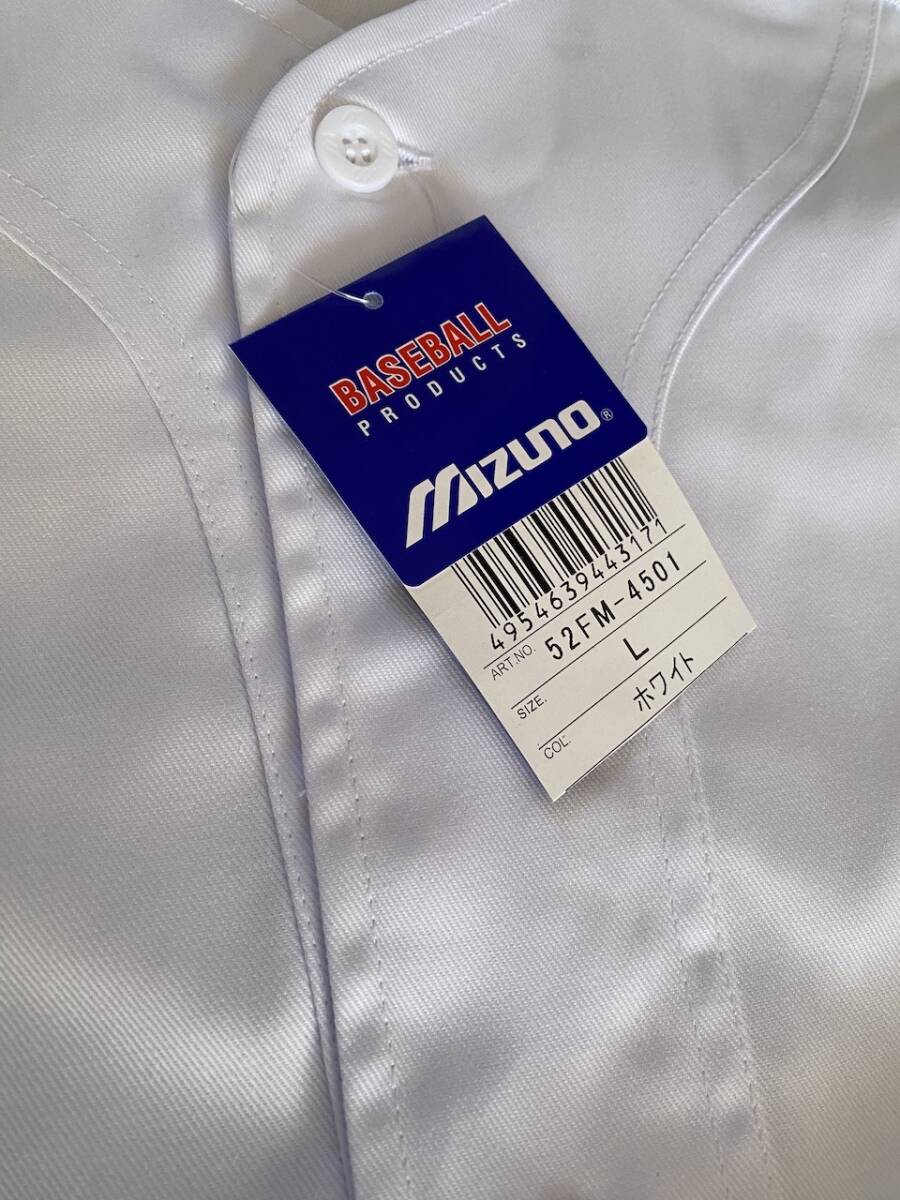 BASEBALL
PRODUCTS
MIZUNO®
4954639443171
ART.NO. 52FM-4501
SIZE. L
COL. ホワイト